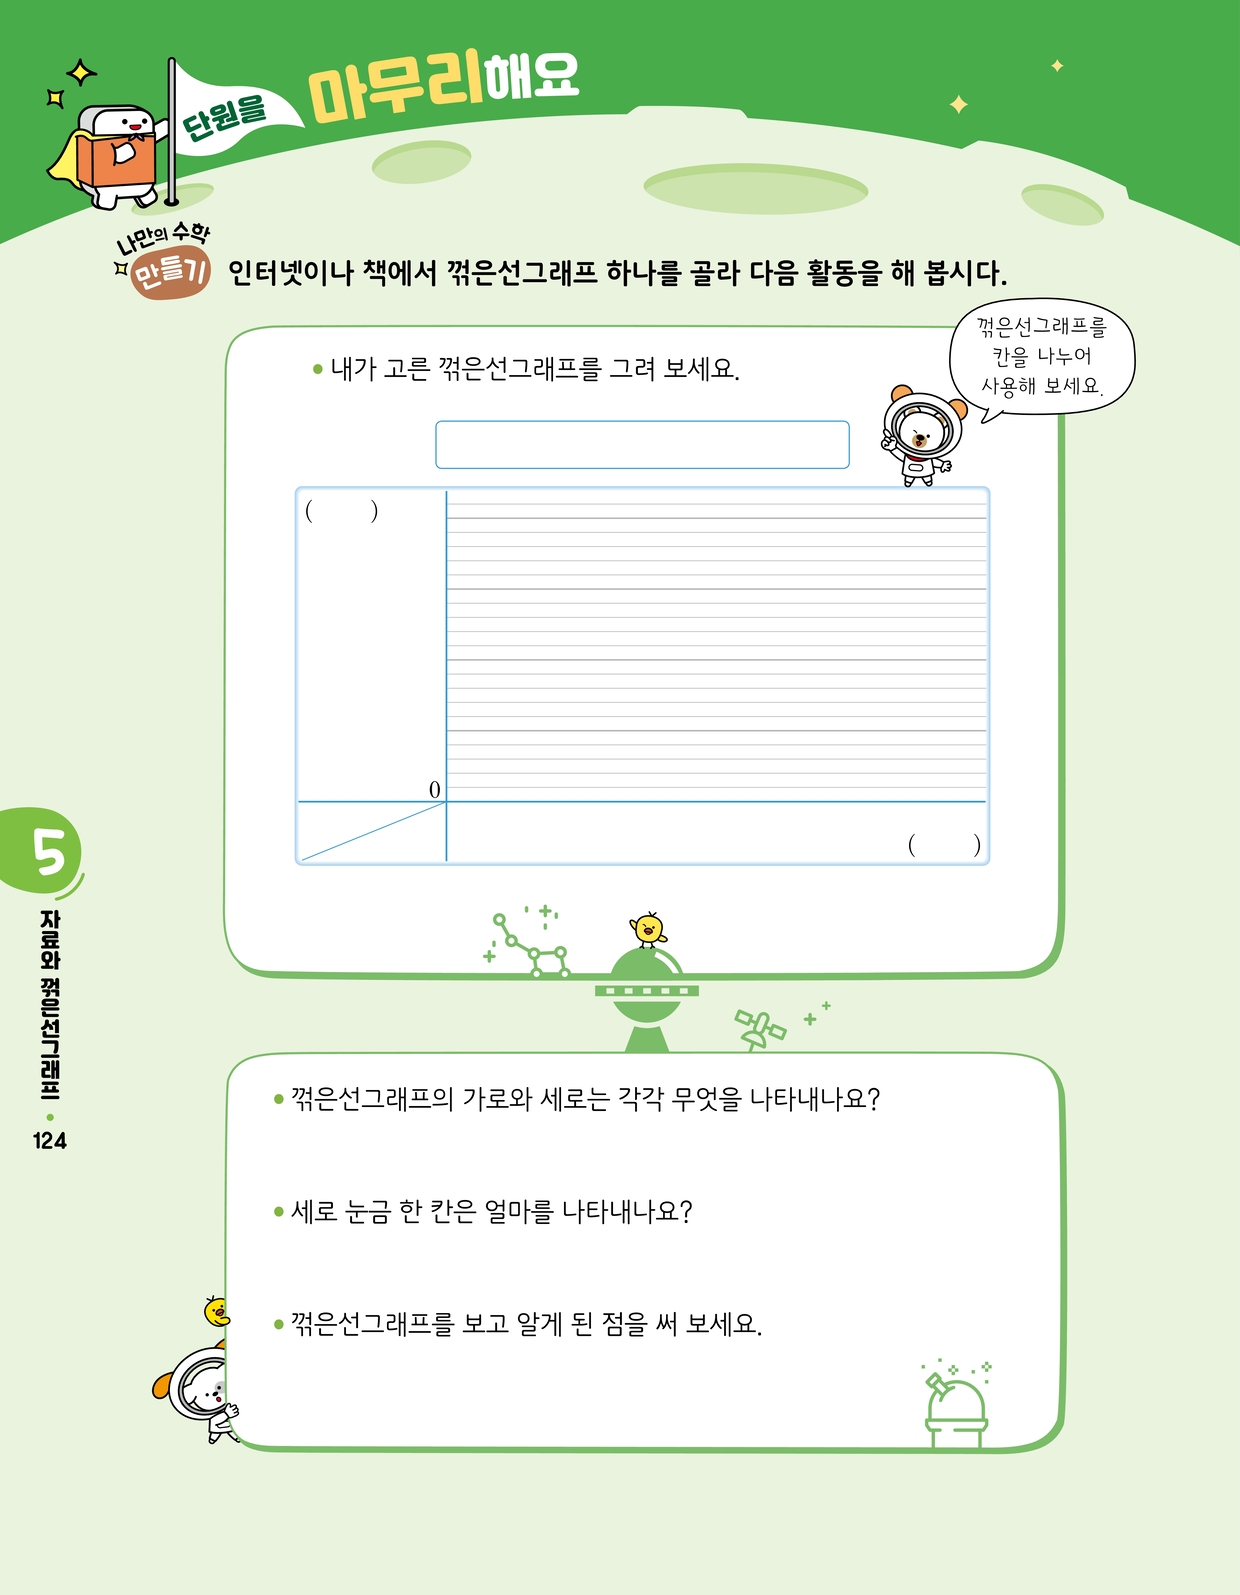 단원을 마무리해요
나만의 수학
만들기
인터넷이나 책에서 꺾은선그래프 하나를 골라 다음 활동을 해 봅시다.
꺾은선그래프를
칸을 나누어
사용해 보세요.
• 내가 고른 꺾은선그래프를 그려 보세요.
( )
0
( )
• 꺾은선그래프의 가로와 세로는 각각 무엇을 나타내나요?
• 세로 눈금 한 칸은 얼마를 나타내나요?
• 꺾은선그래프를 보고 알게 된 점을 써 보세요.
5
자료와 꺾은선그래프
•
124